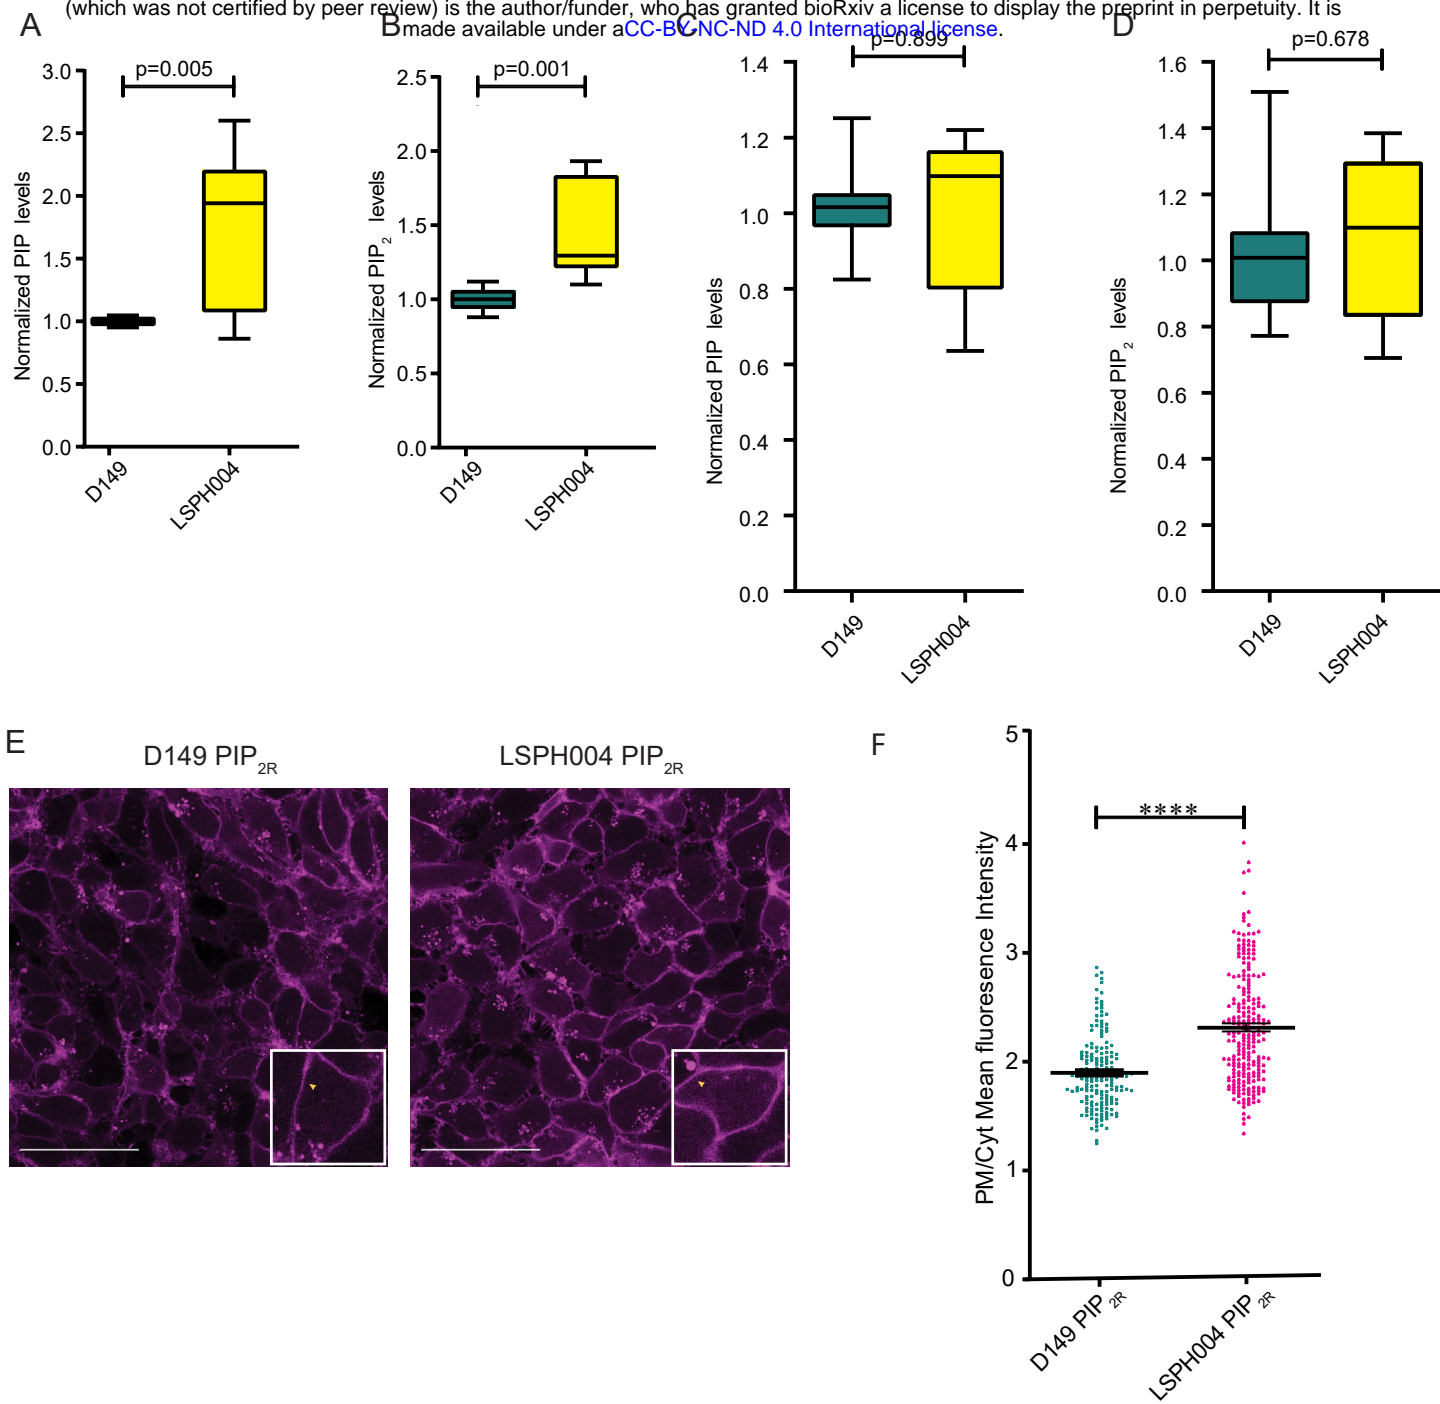 (which was not certified by peer review) is the author/funder, who has granted bioRxiv a license to display the preprint in perpetuity. It is
made available under aCC-BY-NC-ND 4.0 International license.
A
p=0.005
3.0
2.5
2.0
1.5
1.0
0.5
0.0
Normalized PIP levels
D149
LSPH004
B
p=0.001
2.5
2.0
1.5
1.0
0.5
0.0
Normalized PIP2 levels
D149
LSPH004
C
p=0.899
1.4
1.2
1.0
0.8
0.6
0.4
0.2
0.0
Normalized PIP levels
D149
LSPH004
D
p=0.678
1.6
1.4
1.2
1.0
0.8
0.6
0.4
0.2
0.0
Normalized PIP2 levels
D149
LSPH004
E
D149 PIP2R
LSPH004 PIP2R
F
****
5
4
3
2
1
0
PM/Cyt Mean fluoresence Intensity
D149 PIP2R
LSPH004 PIP2R